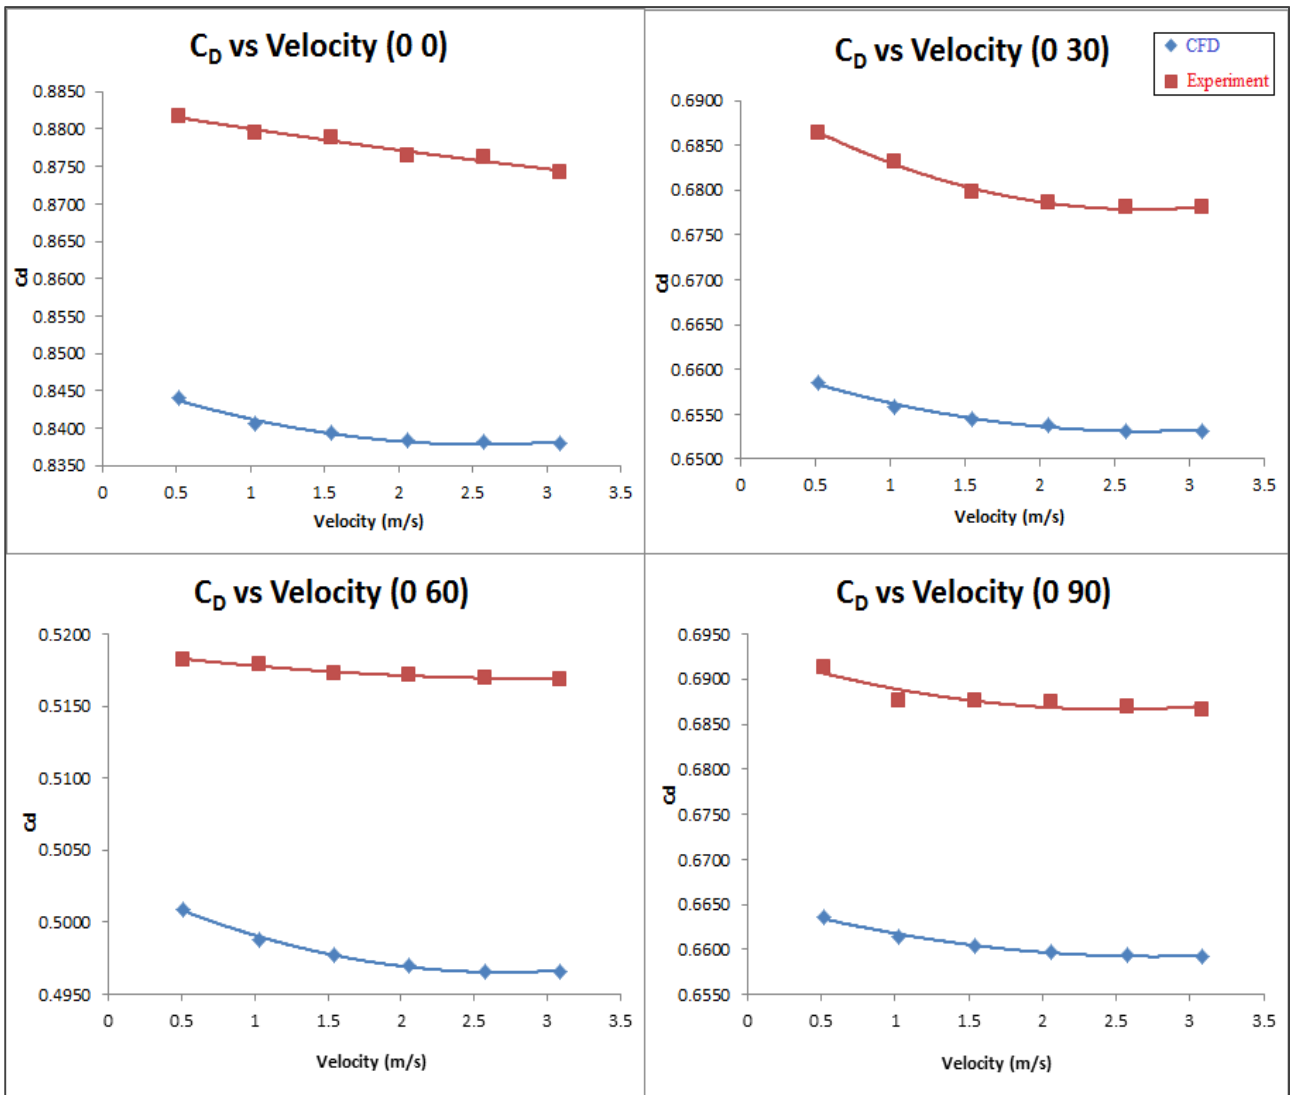 C_D vs Velocity (0 0)
0.8850
0.8800
0.8750
0.8700
0.8650
0.8600
0.8550
0.8500
0.8450
0.8400
0.8350
Cd
0 0.5 1 1.5 2 2.5 3 3.5
Velocity (m/s)
C_D vs Velocity (0 30)
CFD
Experiment
0.6900
0.6850
0.6800
0.6750
0.6700
0.6650
0.6600
0.6550
0.6500
Cd
0 0.5 1 1.5 2 2.5 3 3.5
Velocity (m/s)
C_D vs Velocity (0 60)
0.5200
0.5150
0.5100
0.5050
0.5000
0.4950
Cd
0 0.5 1 1.5 2 2.5 3 3.5
Velocity (m/s)
C_D vs Velocity (0 90)
0.6950
0.6900
0.6850
0.6800
0.6750
0.6700
0.6650
0.6600
0.6550
Cd
0 0.5 1 1.5 2 2.5 3 3.5
Velocity (m/s)